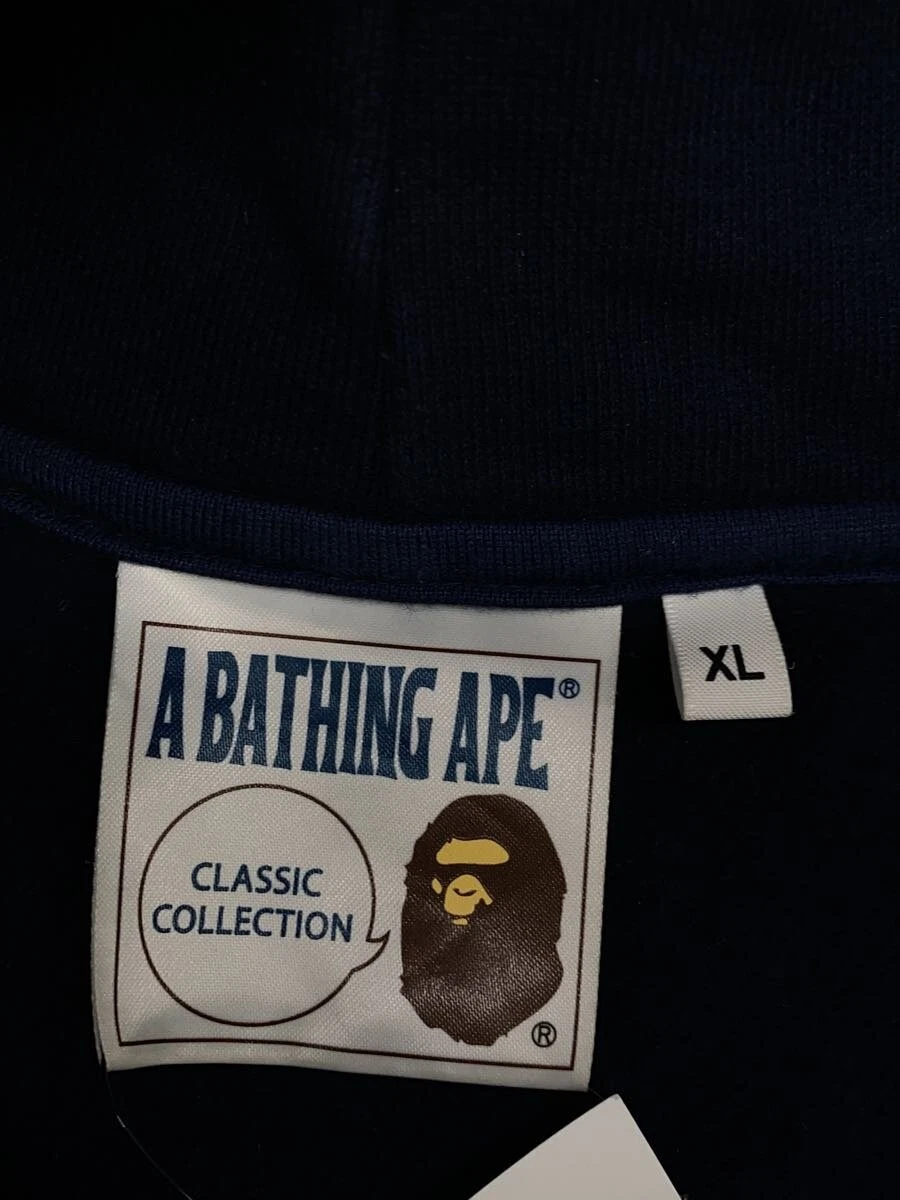 A BATHING APE®
CLASSIC
COLLECTION
®
XL